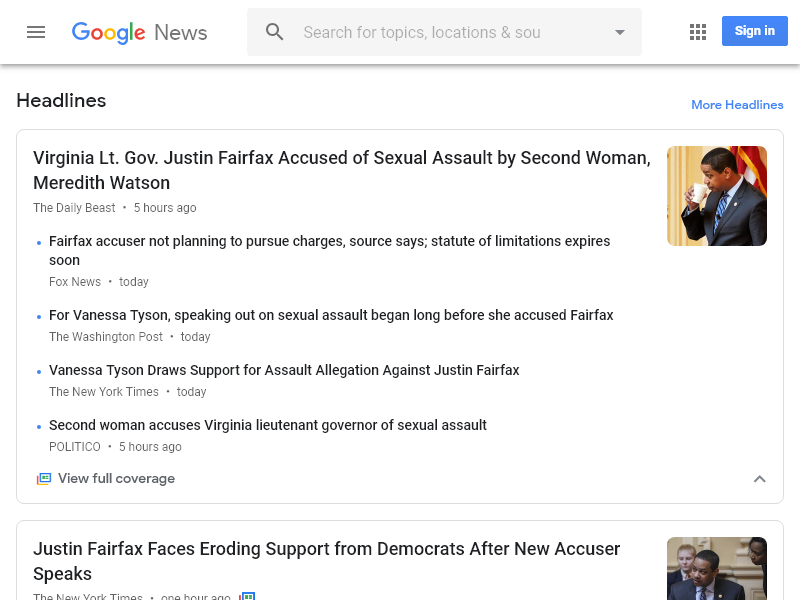 Google News
Search for topics, locations & sou
Sign in
Headlines
More Headlines
Virginia Lt. Gov. Justin Fairfax Accused of Sexual Assault by Second Woman,
Meredith Watson
The Daily Beast • 5 hours ago
Fairfax accuser not planning to pursue charges, source says; statute of limitations expires
soon
Fox News • today
For Vanessa Tyson, speaking out on sexual assault began long before she accused Fairfax
The Washington Post • today
Vanessa Tyson Draws Support for Assault Allegation Against Justin Fairfax
The New York Times • today
Second woman accuses Virginia lieutenant governor of sexual assault
POLITICO • 5 hours ago
View full coverage
Justin Fairfax Faces Eroding Support from Democrats After New Accuser
Speaks
The New York Times • one hour ago